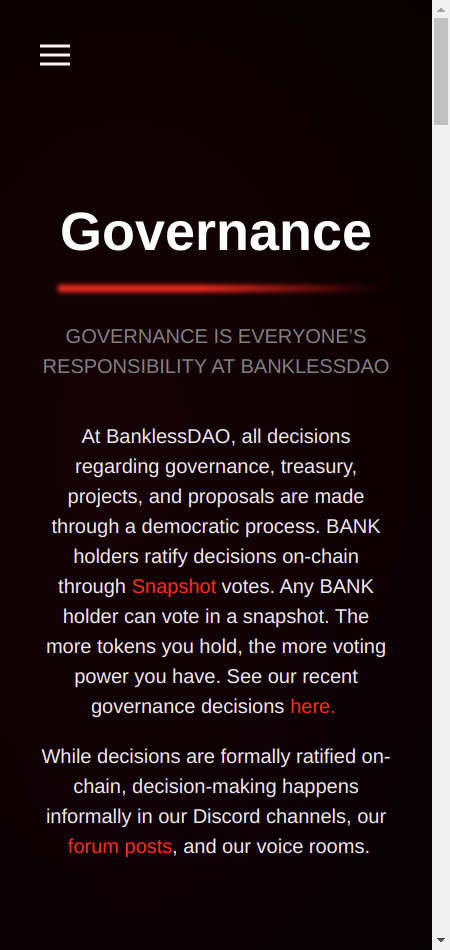 Governance
GOVERNANCE IS EVERYONE’S
RESPONSIBILITY AT BANKLESSDAO
At BanklessDAO, all decisions
regarding governance, treasury,
projects, and proposals are made
through a democratic process. BANK
holders ratify decisions on-chain
through Snapshot votes. Any BANK
holder can vote in a snapshot. The
more tokens you hold, the more voting
power you have. See our recent
governance decisions here.
While decisions are formally ratified on-
chain, decision-making happens
informally in our Discord channels, our
forum posts, and our voice rooms.